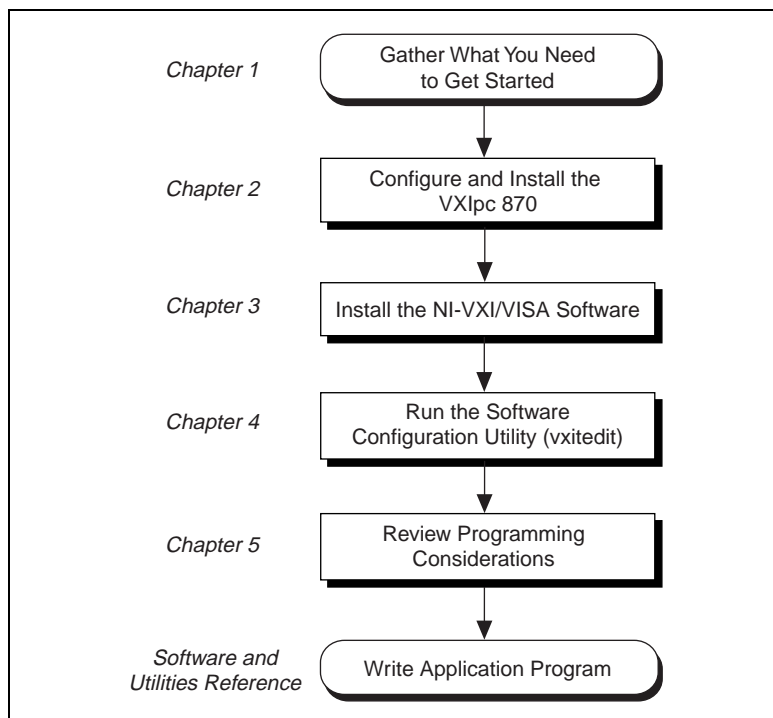 Chapter 1
Gather What You Need
to Get Started
Chapter 2
Configure and Install the
VXIpc 870
Chapter 3
Install the NI-VXI/VISA Software
Chapter 4
Run the Software
Configuration Utility (vxitedit)
Chapter 5
Review Programming
Considerations
Software and
Utilities Reference
Write Application Program